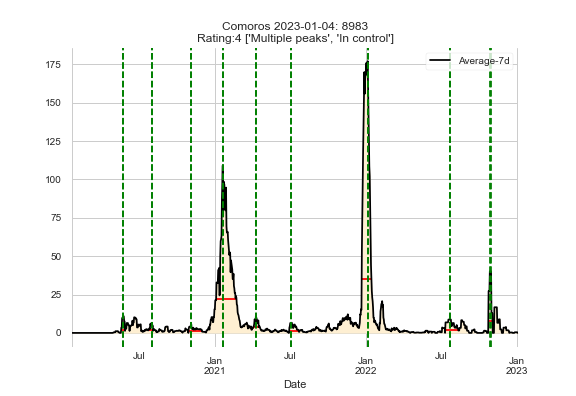 Comoros 2023-01-04: 8983
Rating:4 ['Multiple peaks', 'In control']
Average-7d
175
150
125
100
75
50
25
0
Jul
Jan
2021
Jul
Jan
2022
Jul
Jan
2023
Date